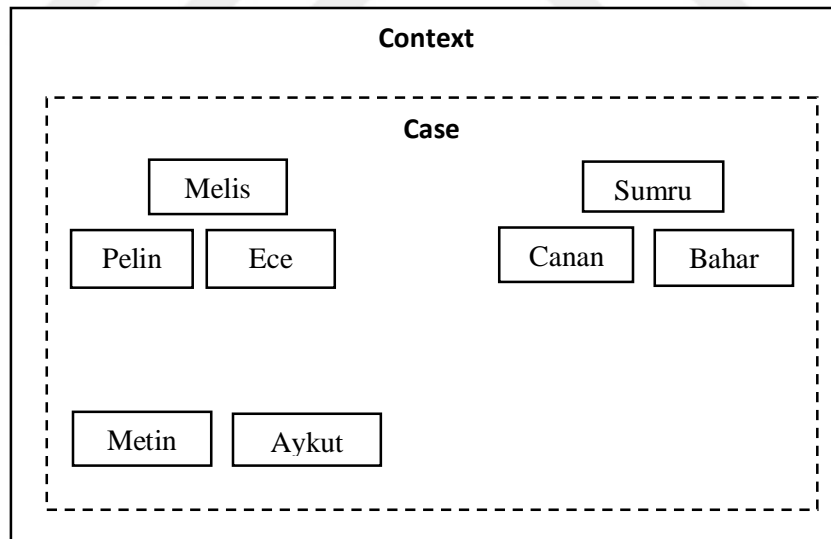 Context
Case
Melis
Sumru
Pelin
Ece
Canan
Bahar
Metin
Aykut